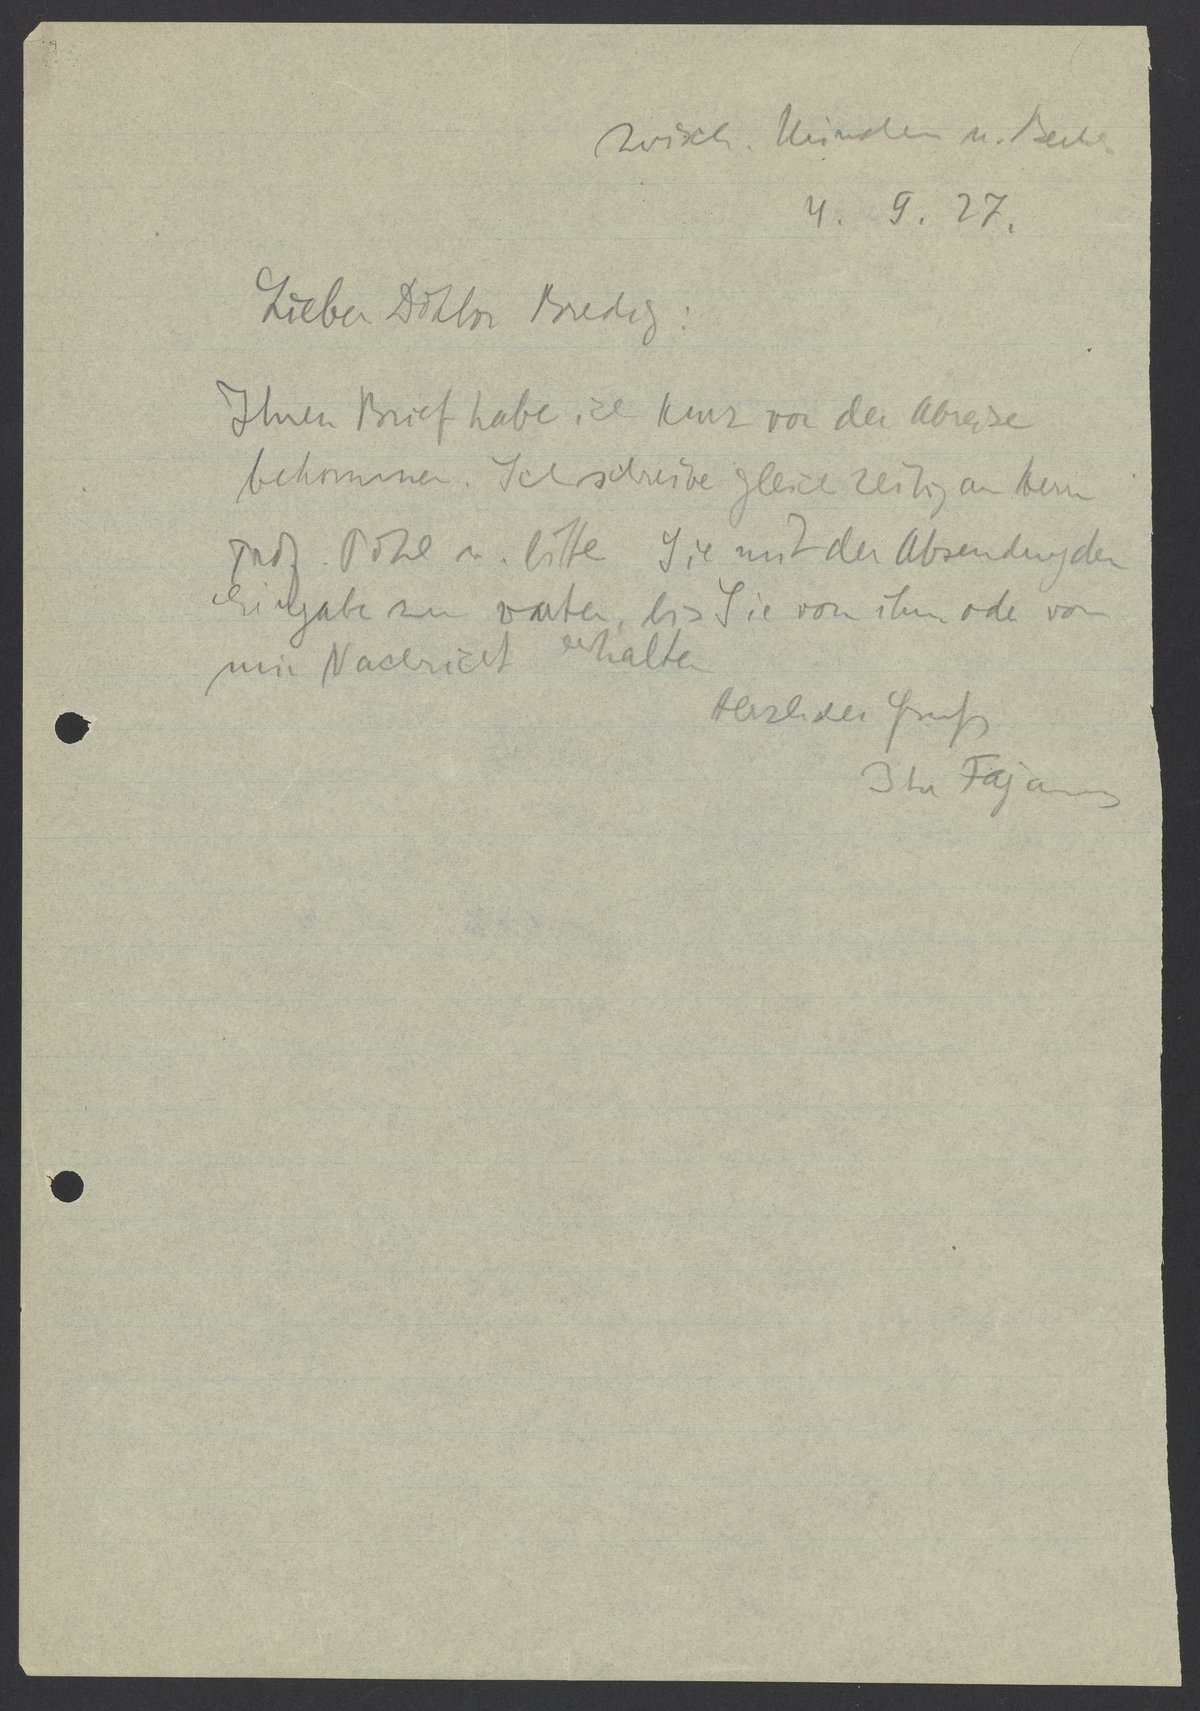 zwisch. München u. Berlin
4. 9. 27.
Lieber Doktor Bredig:
Ihren Brief habe ich kurz vor der Abreise
bekommen. Ich schreibe gleichzeitig an Herrn
Prof. Pohl u. bitte Sie mit der Absendung der
Eingabe zu warten, bis Sie von ihm oder von
mir Nachricht erhalten
Herzlicher Gruß
Ihr Fajans